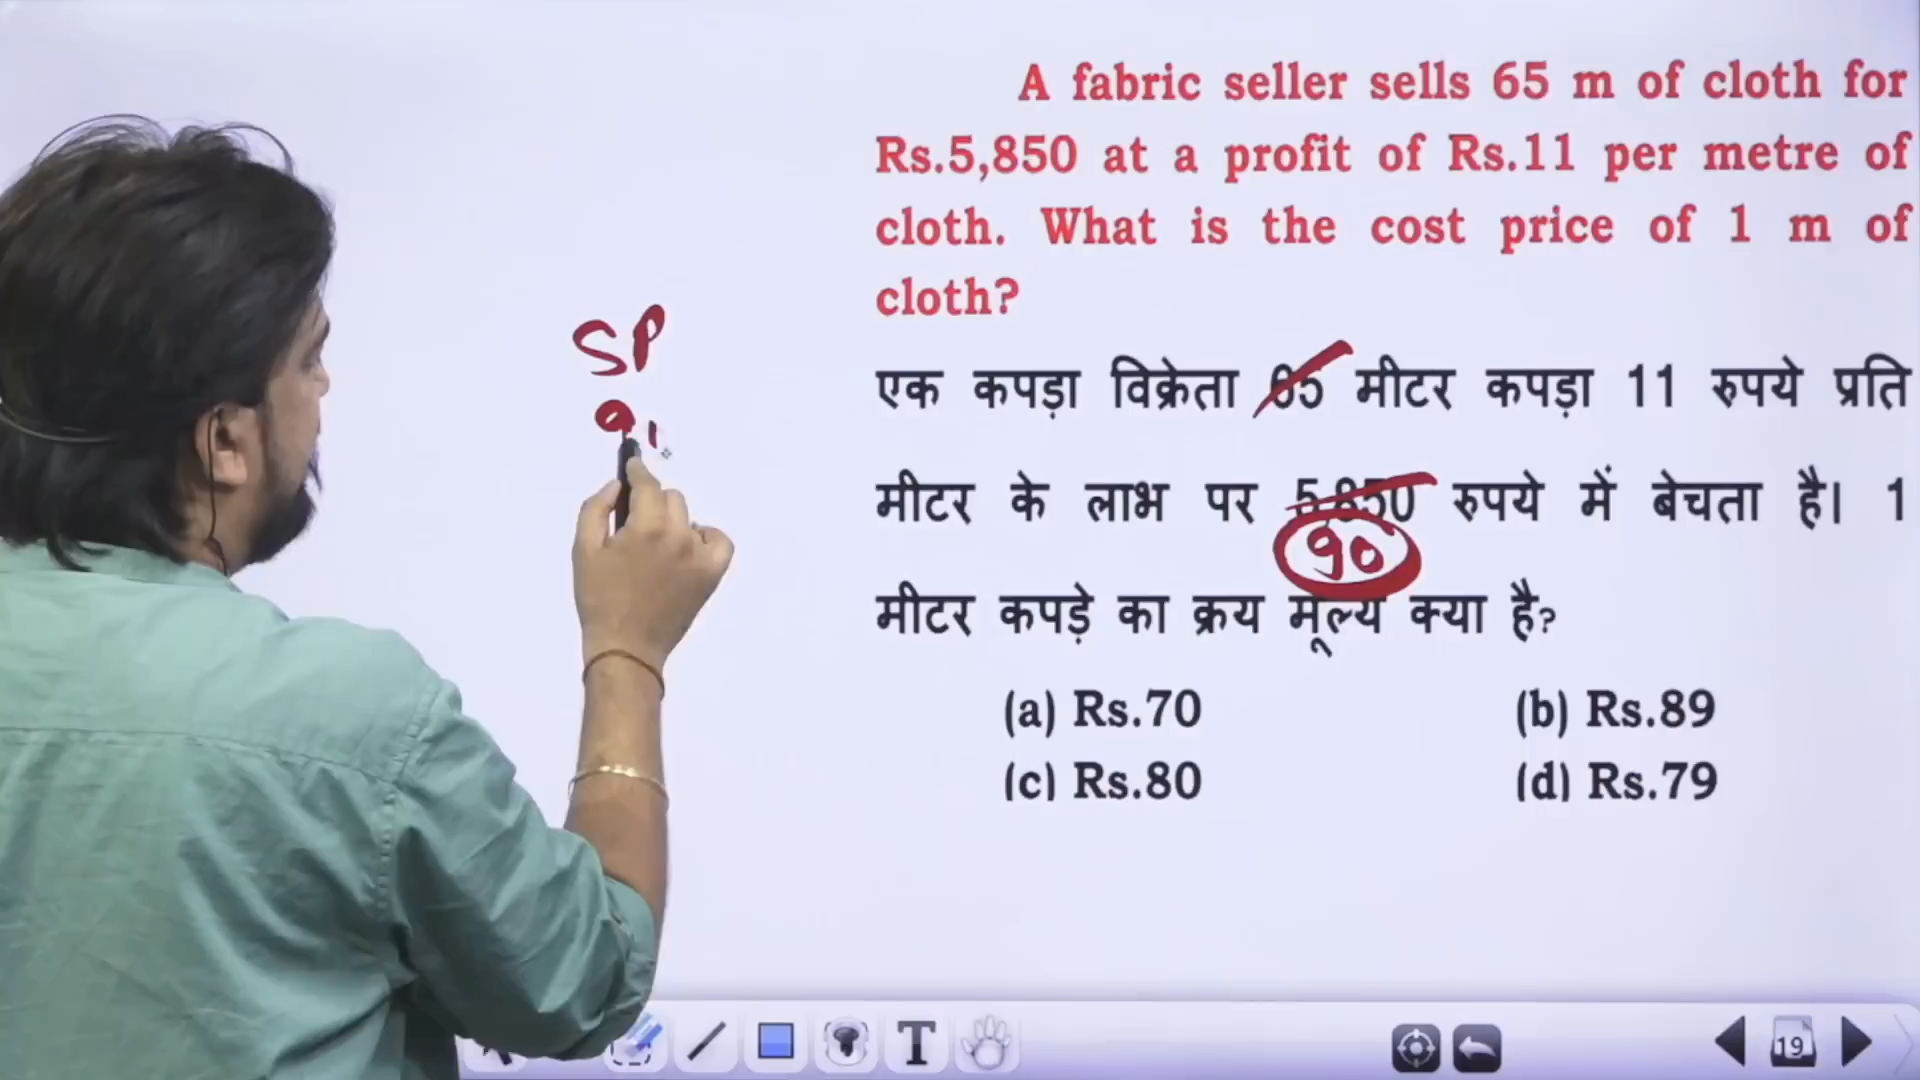 A fabric seller sells 65 m of cloth for
Rs.5,850 at a profit of Rs.11 per metre of
cloth. What is the cost price of 1 m of
cloth?
SP
एक कपड़ा विक्रेता 65 मीटर कपड़ा 11 रुपये प्रति
मीटर के लाभ पर 5,850 रुपये में बेचता है। 1
90
मीटर कपड़े का क्रय मूल्य क्या है?
(a) Rs.70 (b) Rs.89
(c) Rs.80 (d) Rs.79
T
19